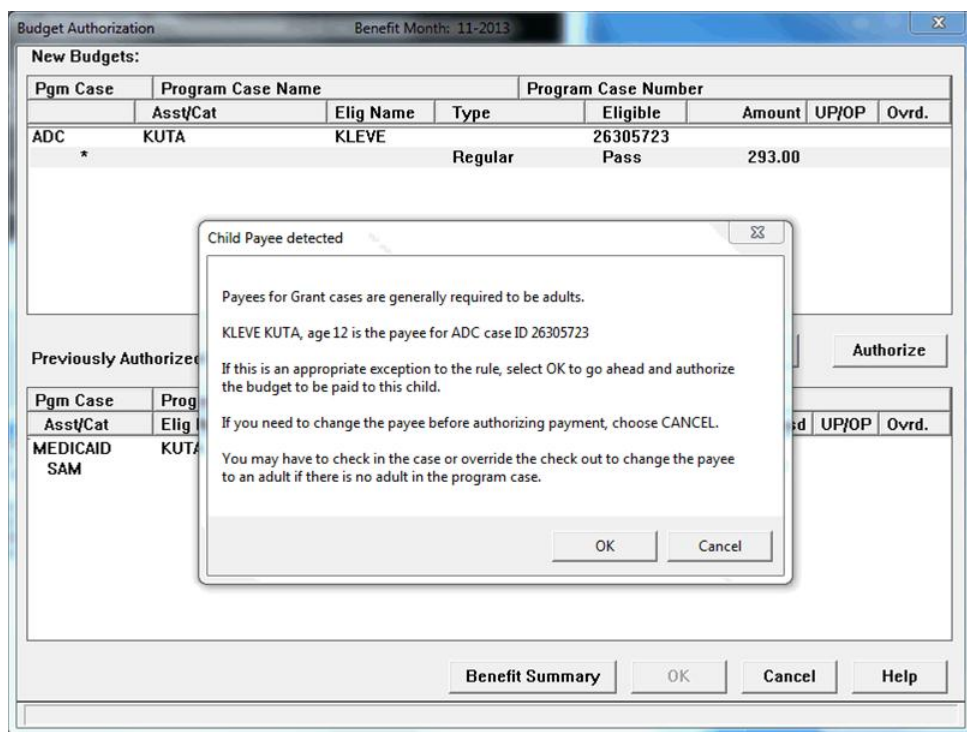 Budget Authorization Benefit Month: 11-2013
New Budgets:
Pgm Case Program Case Name Program Case Number
Asst/Cat Elig Name Type Eligible Amount UP/OP Ovrd.
ADC KUTA KLEVE 26305723
* Regular Pass 293.00
Child Payee detected
Payees for Grant cases are generally required to be adults.
KLEVE KUTA, age 12 is the payee for ADC case ID 26305723
If this is an appropriate exception to the rule, select OK to go ahead and authorize
the budget to be paid to this child.
If you need to change the payee before authorizing payment, choose CANCEL.
You may have to check in the case or override the check out to change the payee
to an adult if there is no adult in the program case.
OK Cancel
Previously Authorized Authorize
Pgm Case Prog
Asst/Cat Elig UP/OP Ovrd.
MEDICAID KUTA
SAM
Benefit Summary OK Cancel Help